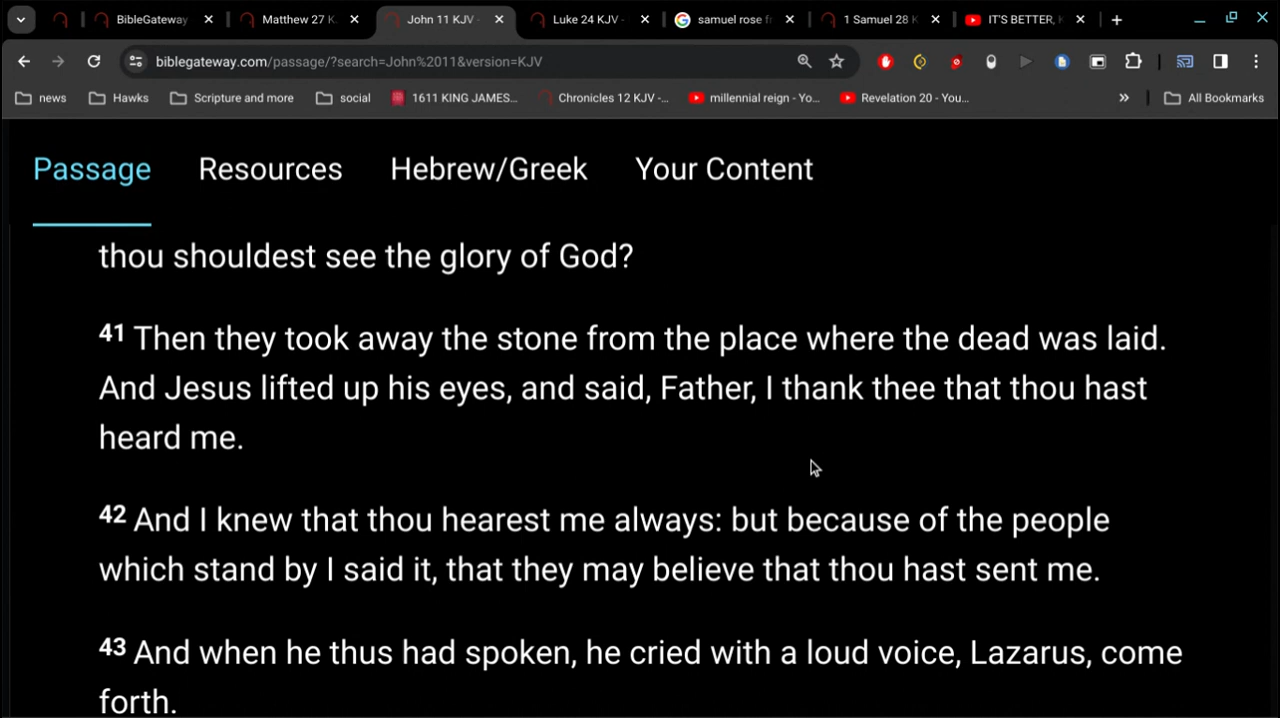 BibleGateway
Matthew 27 K
John 11 KJV
Luke 24 KJV -
samuel rose fr
1 Samuel 28 K
IT'S BETTER,
biblegateway.com/passage/?search=John%2011&version=KJV
news
Hawks
Scripture and more
social
1611 KING JAMES...
Chronicles 12 KJV -...
millennial reign - Yo...
Revelation 20 - You...
»
All Bookmarks
Passage
Resources
Hebrew/Greek
Your Content
thou shouldest see the glory of God?
41 Then they took away the stone from the place where the dead was laid.
And Jesus lifted up his eyes, and said, Father, I thank thee that thou hast
heard me.
42 And I knew that thou hearest me always: but because of the people
which stand by I said it, that they may believe that thou hast sent me.
43 And when he thus had spoken, he cried with a loud voice, Lazarus, come
forth.